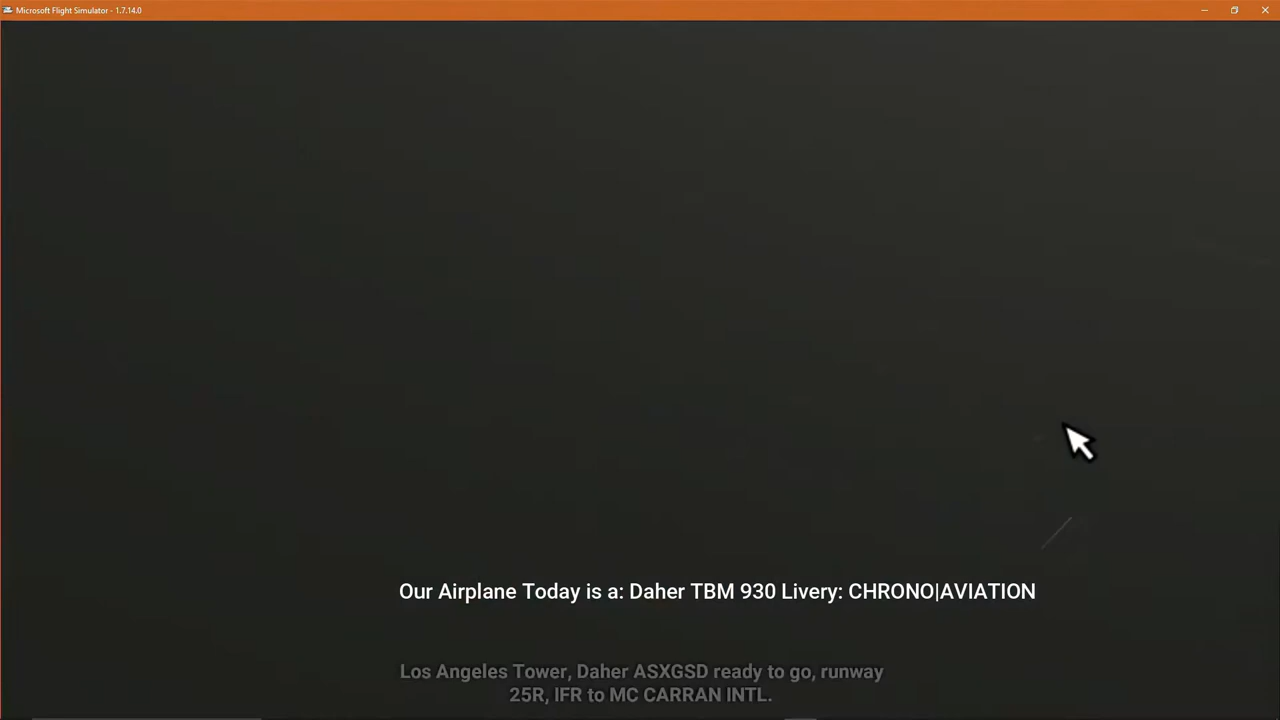 Microsoft Flight Simulator - 1.7.14.0
Our Airplane Today is a: Daher TBM 930 Livery: CHRONO|AVIATION
Los Angeles Tower, Daher ASXGSD ready to go, runway
25R, IFR to MC CARRAN INTL.